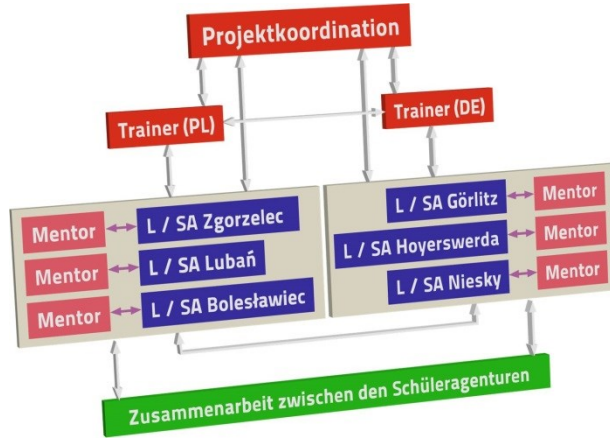 Projektkoordination
Trainer (PL)
Trainer (DE)
Mentor
L / SA Zgorzelec
Mentor
L / SA Lubań
Mentor
L / SA Bolesławiec
L / SA Görlitz
Mentor
L / SA Hoyerswerda
Mentor
L / SA Niesky
Mentor
Zusammenarbeit zwischen den Schüleragenturen